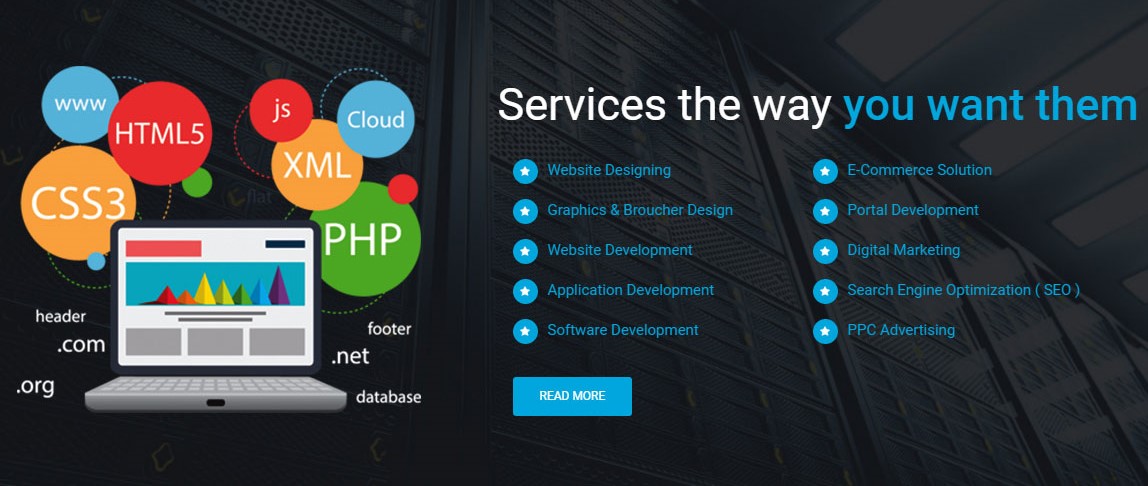 Services the way you want them
www
HTML5
CSS3
js
Cloud
XML
PHP
flat
header
.com
.org
footer
.net
database
Website Designing
Graphics & Broucher Design
Website Development
Application Development
Software Development
E-Commerce Solution
Portal Development
Digital Marketing
Search Engine Optimization ( SEO )
PPC Advertising
READ MORE